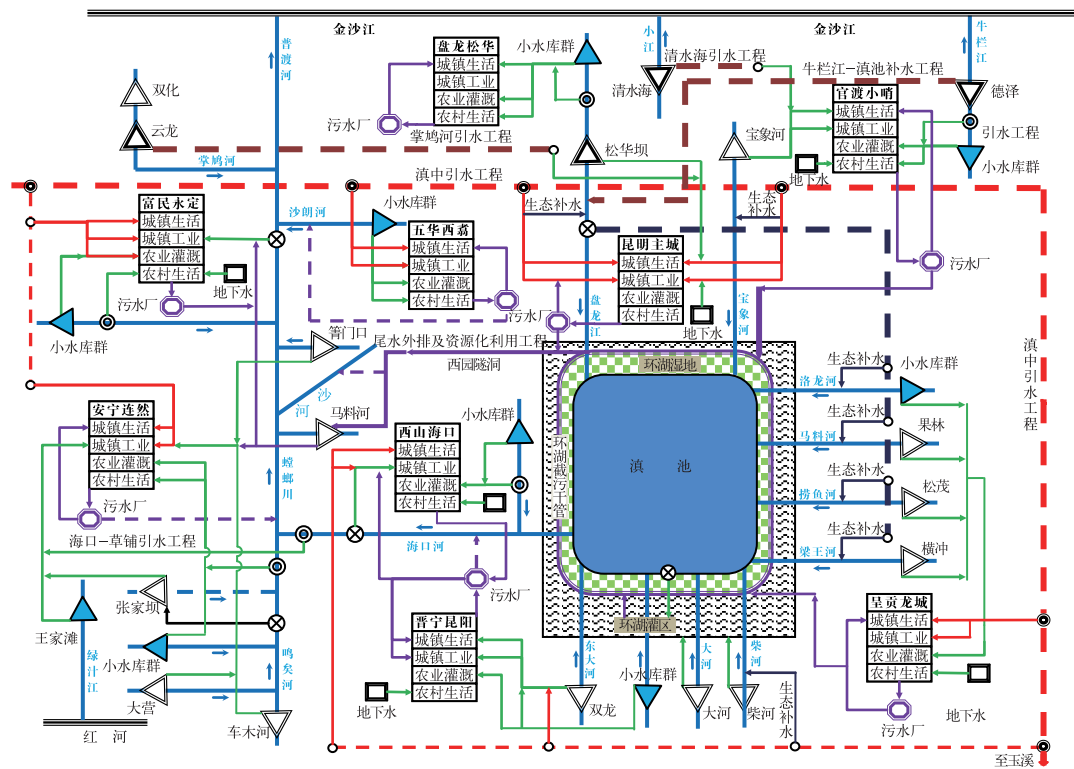 金沙江
金沙江
普渡河
小江
牛栏江
盘龙松华
城镇生活
城镇工业
农业灌溉
农村生活
小水库群
清水海引水工程
清水海
牛栏江—滇池补水工程
官渡小哨
城镇生活
城镇工业
农业灌溉
农村生活
德泽
引水工程
小水库群
双化
云龙
污水厂
掌鸠河引水工程
掌鸠河
松华坝
宝象河
地下水
滇中引水工程
富民永定
城镇生活
城镇工业
农业灌溉
农村生活
沙朗河
小水库群
五华西翥
城镇生活
城镇工业
农业灌溉
农村生活
生态补水
生态补水
昆明主城
城镇生活
城镇工业
农业灌溉
农村生活
污水厂
污水厂
地下水
污水厂
污水厂
地下水
盘龙江
宝象河
小水库群
筲门口
尾水外排及资源化利用工程
西园隧洞
环湖湿地
滇中引水工程
沙河
马料河
安宁连然
城镇生活
城镇工业
农业灌溉
农村生活
西山海口
城镇生活
城镇工业
农业灌溉
农村生活
小水库群
环湖截污干管
滇池
生态补水
小水库群
洛龙河
生态补水
果林
马料河
生态补水
松茂
捞鱼河
生态补水
横冲
梁王河
螳螂川
污水厂
海口—草铺引水工程
海口河
张家坝
王家滩
小水库群
绿汁江
大营
红河
鸣矣河
车木河
污水厂
晋宁昆阳
城镇生活
城镇工业
农业灌溉
农村生活
地下水
环湖灌区
东大河
大河
柴河
小水库群
双龙
大河
柴河
生态补水
呈贡龙城
城镇生活
城镇工业
农业灌溉
农村生活
污水厂
地下水
至玉溪